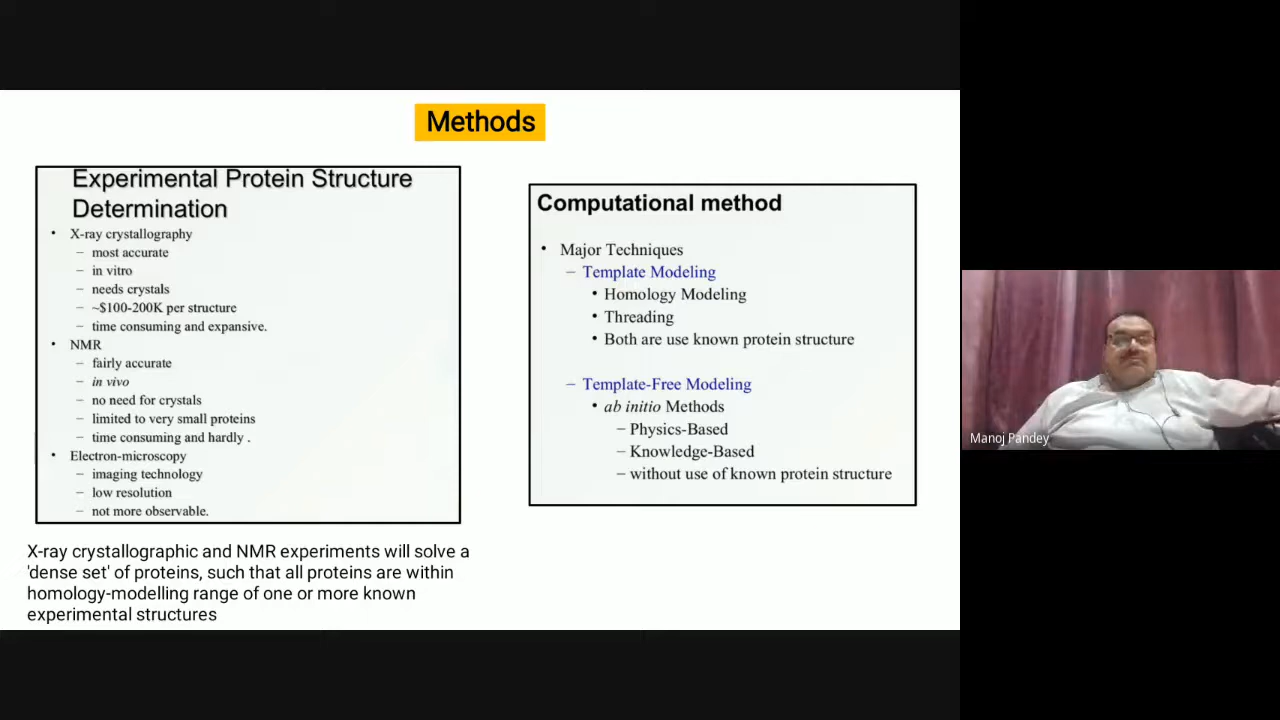 Methods
Experimental Protein Structure
Determination
• X-ray crystallography
– most accurate
– in vitro
– needs crystals
– ~$100-200K per structure
– time consuming and expansive.
• NMR
– fairly accurate
– in vivo
– no need for crystals
– limited to very small proteins
– time consuming and hardly .
• Electron-microscopy
– imaging technology
– low resolution
– not more observable.
X-ray crystallographic and NMR experiments will solve a
'dense set' of proteins, such that all proteins are within
homology-modelling range of one or more known
experimental structures
Computational method
• Major Techniques
– Template Modeling
• Homology Modeling
• Threading
• Both are use known protein structure
– Template-Free Modeling
• ab initio Methods
– Physics-Based
– Knowledge-Based
– without use of known protein structure
Manoj Pandey